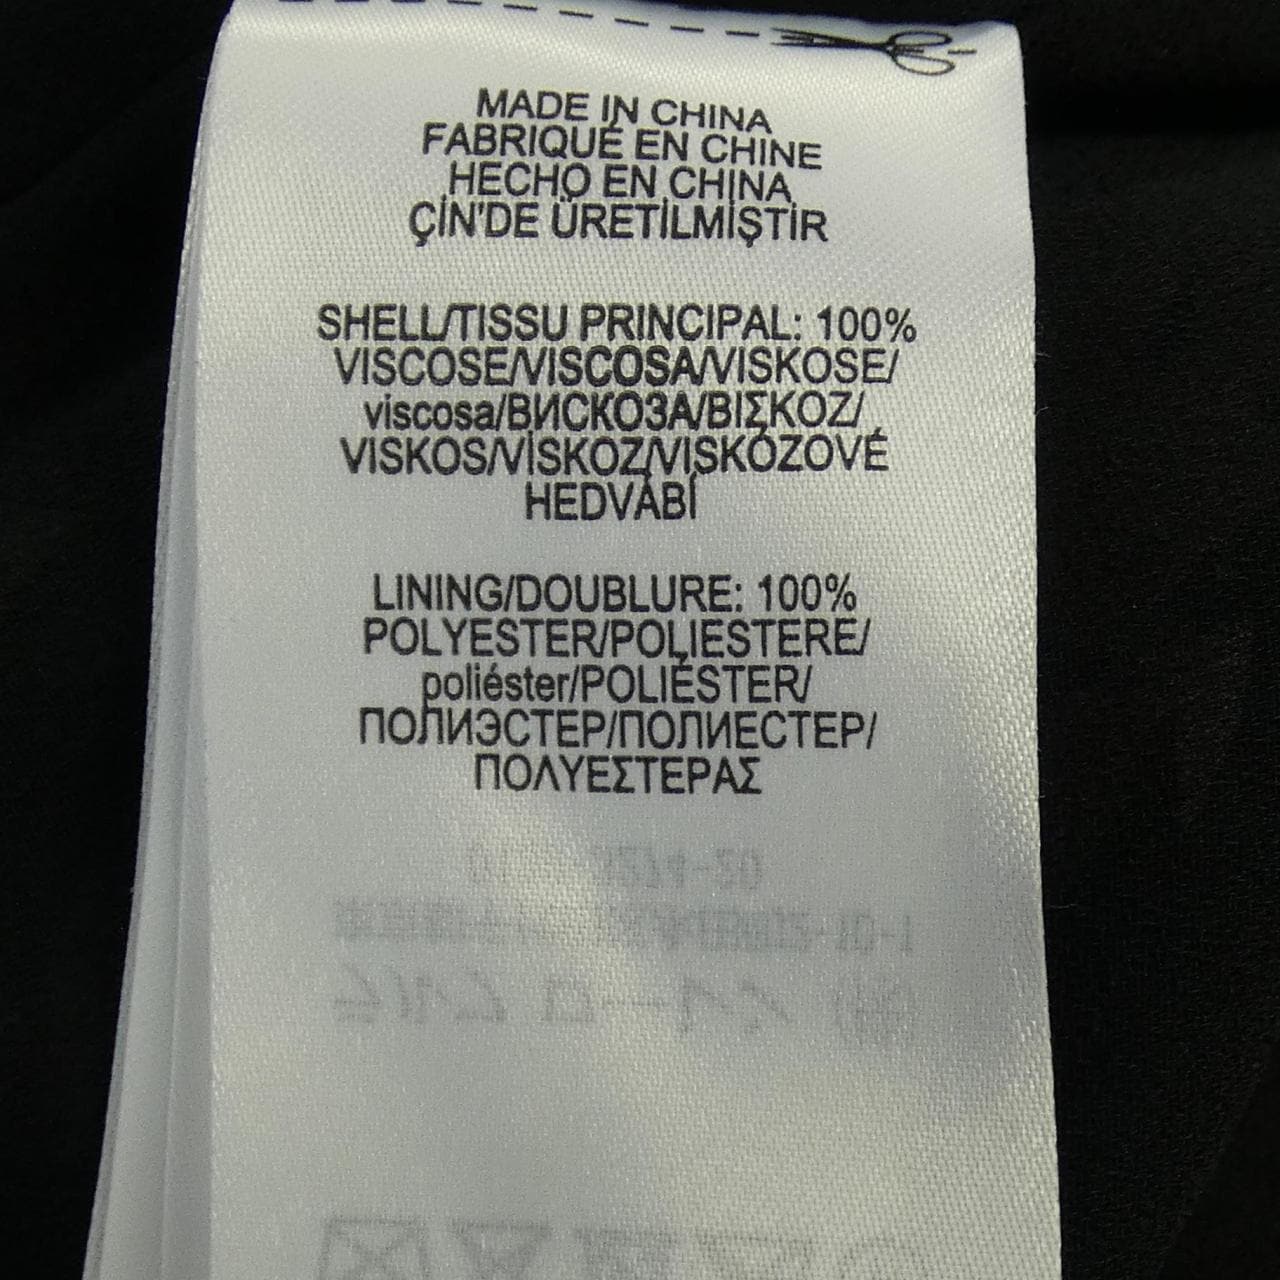 MADE IN CHINA
FABRIQUÉ EN CHINE
HECHO EN CHINA
ÇİN'DE ÜRETİLMİŞTİR
SHELL/TISSU PRINCIPAL: 100%
VISCOSE/VISCOSA/VISKOSE/
viscosa/ВИСКОЗА/ΒΙΣΚΟΖ/
VISKOS/VİSKOZ/VISKÓZOVÉ
HEDVÁBÍ
LINING/DOUBLURE: 100%
POLYESTER/POLIESTERE/
poliéster/POLIÉSTER/
ПОЛИЭСТЕР/ПОЛИЕСТЕР/
ΠΟΛΥΕΣΤΕΡΑΣ